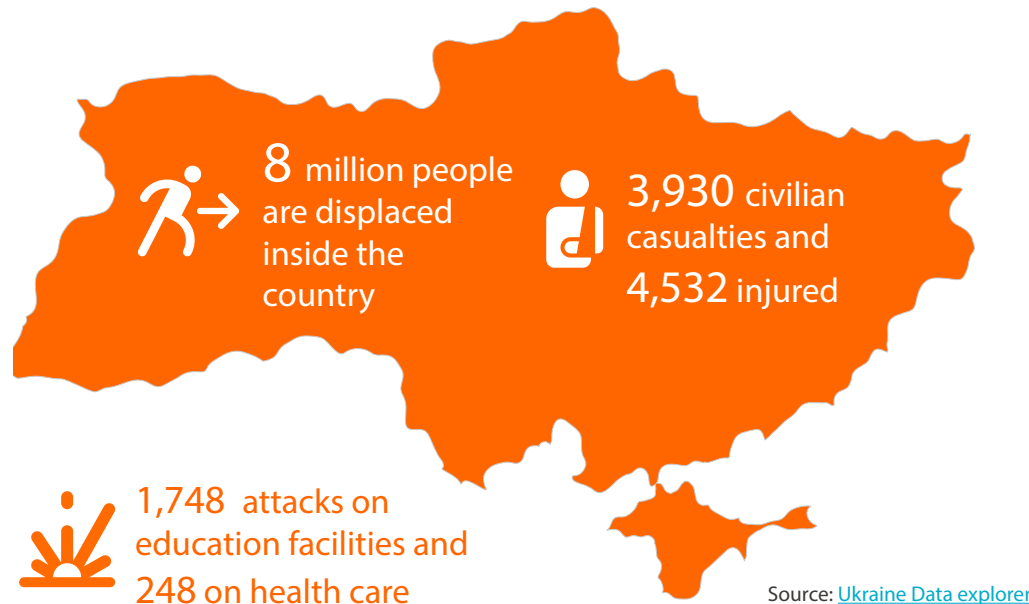 8 million people
are displaced
inside the
country
3,930 civilian
casualties and
4,532 injured
1,748 attacks on
education facilities and
248 on health care
Source: Ukraine Data explorer